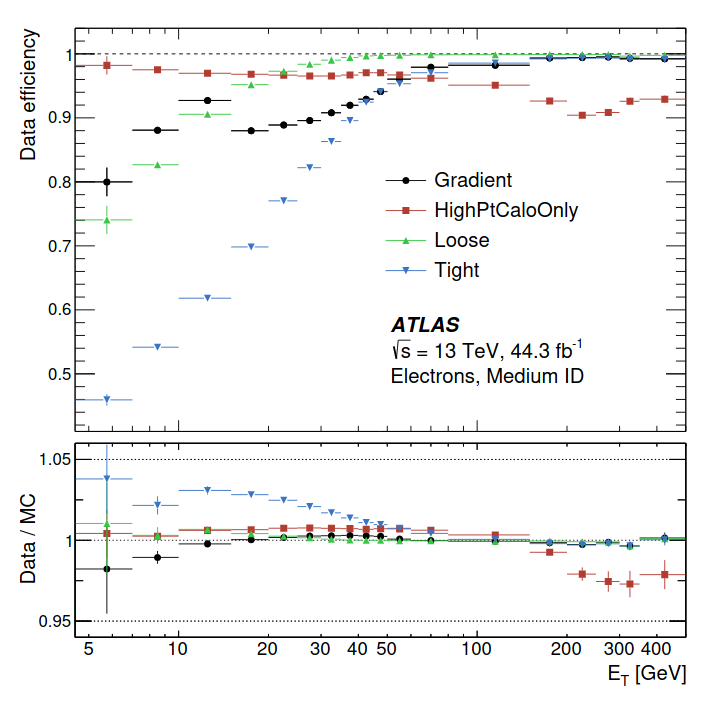 Data efficiency
1
0.9
0.8
0.7
0.6
0.5
Gradient
HighPtCaloOnly
Loose
Tight
ATLAS
√s = 13 TeV, 44.3 fb⁻¹
Electrons, Medium ID
Data / MC
1.05
1
0.95
5 10 20 30 40 50 100 200 300 400
E_T [GeV]